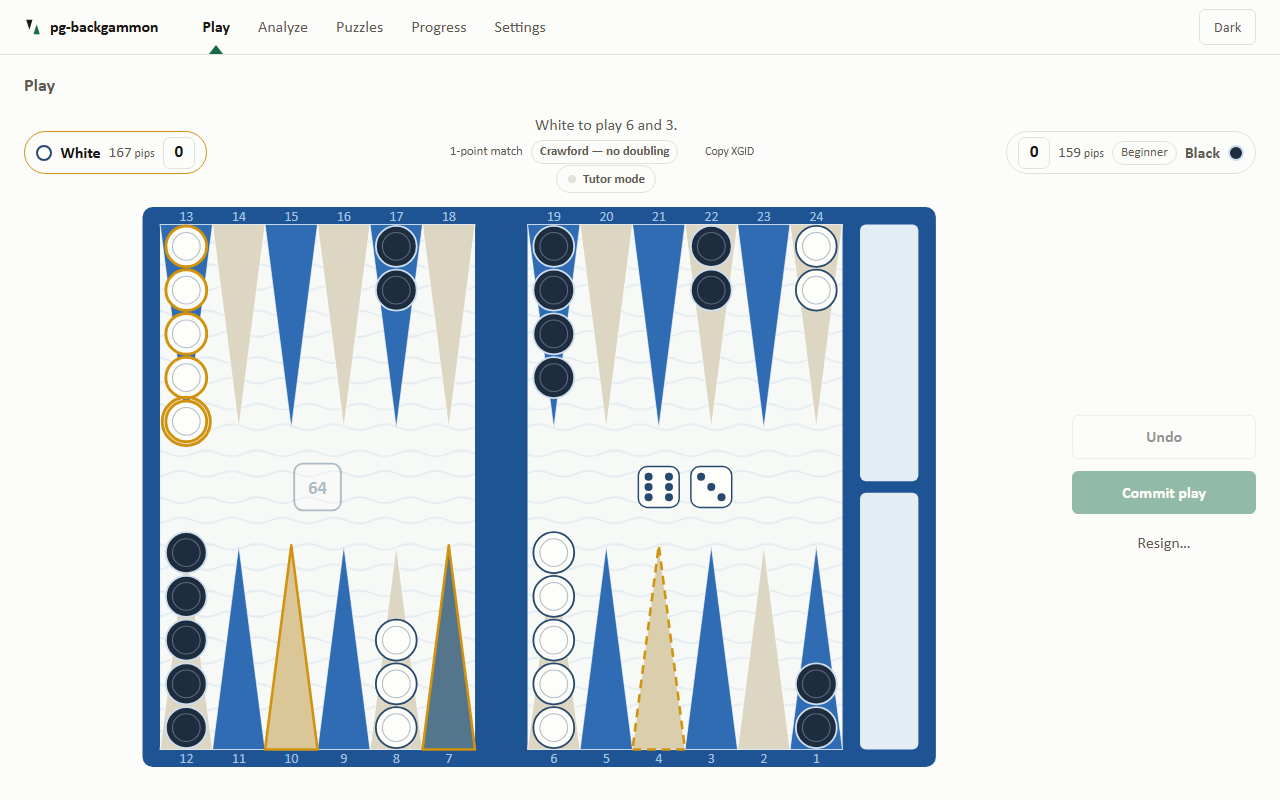 pg-backgammon Play Analyze Puzzles Progress Settings Dark
Play
White to play 6 and 3.
White 167 pips 0
1-point match Crawford — no doubling Copy XGID
0 159 pips Beginner Black
Tutor mode
13 14 15 16 17 18 19 20 21 22 23 24
64
Undo
Commit play
Resign...
12 11 10 9 8 7 6 5 4 3 2 1